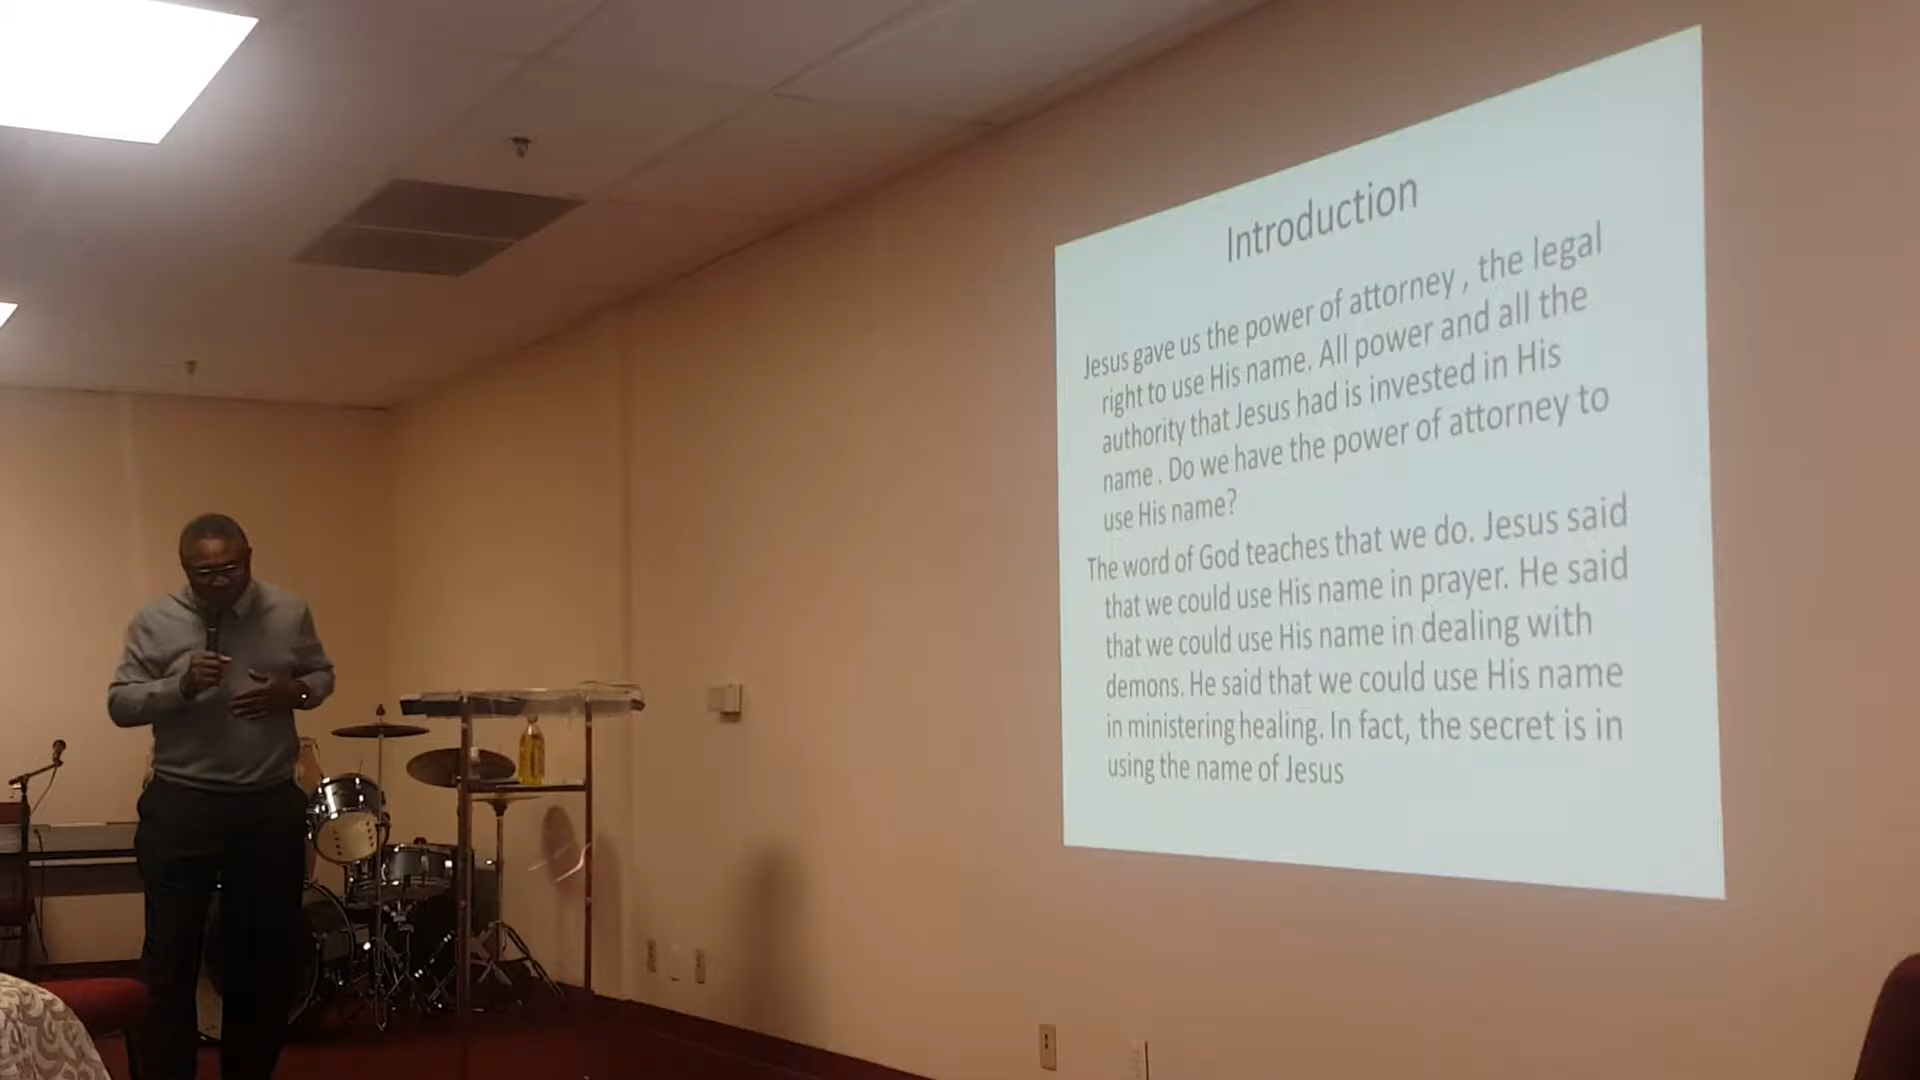 Introduction
Jesus gave us the power of attorney , the legal
right to use His name. All power and all the
authority that Jesus had is invested in His
name . Do we have the power of attorney to
use His name?
The word of God teaches that we do. Jesus said
that we could use His name in prayer. He said
that we could use His name in dealing with
demons. He said that we could use His name
in ministering healing. In fact, the secret is in
using the name of Jesus